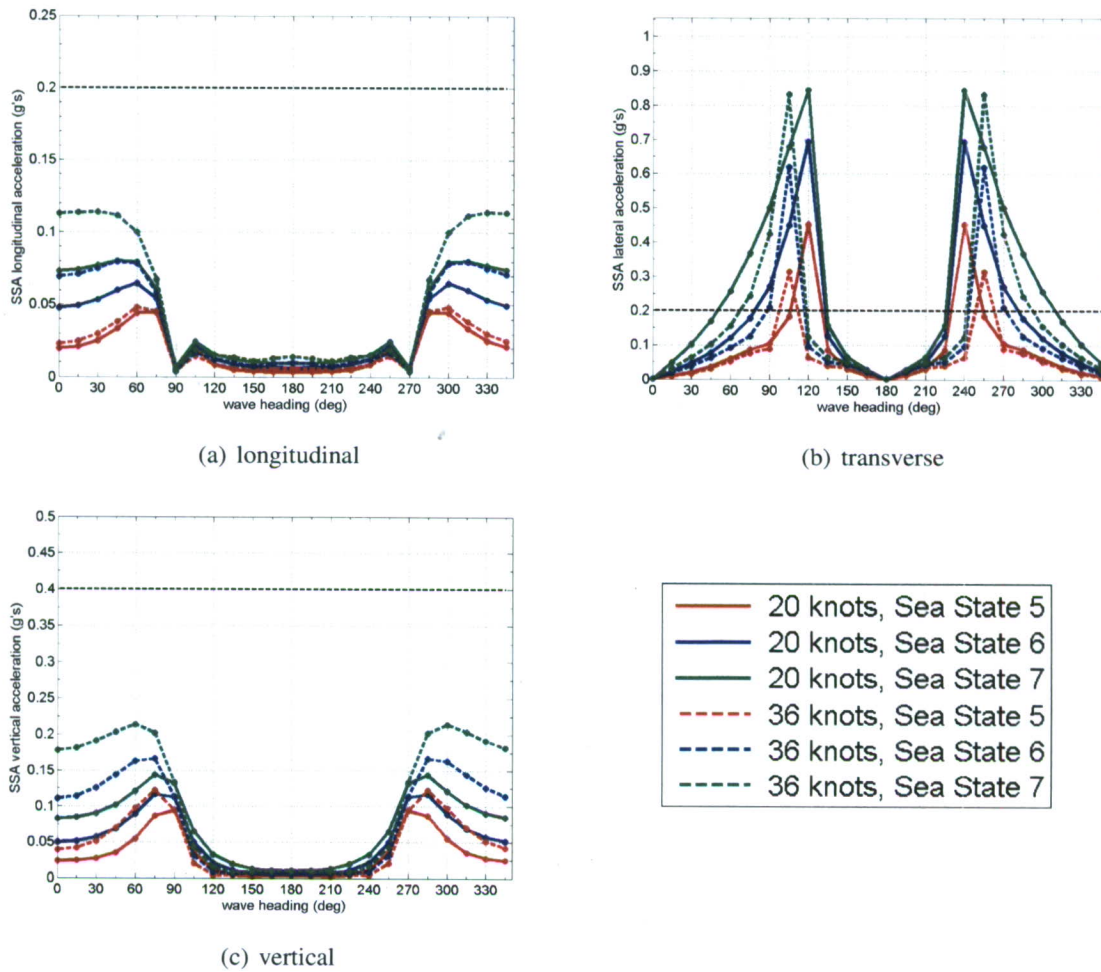 0.25
0.2
0.15
0.1
0.05
0
SSA longitudinal acceleration (g's)
0 30 60 90 120 150 180 210 240 270 300 330
wave heading (deg)
(a) longitudinal
1
0.9
0.8
0.7
0.6
0.5
0.4
0.3
0.2
0.1
0
SSA lateral acceleration (g's)
0 30 60 90 120 150 180 210 240 270 300 330
wave heading (deg)
(b) transverse
0.5
0.45
0.4
0.35
0.3
0.25
0.2
0.15
0.1
0.05
0
SSA vertical acceleration (g's)
0 30 60 90 120 150 180 210 240 270 300 330
wave heading (deg)
(c) vertical
20 knots, Sea State 5
20 knots, Sea State 6
20 knots, Sea State 7
36 knots, Sea State 5
36 knots, Sea State 6
36 knots, Sea State 7